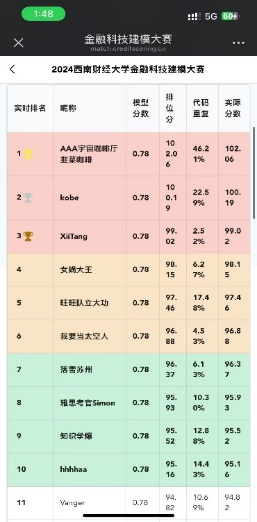 1:48
5G 60
金融科技建模大赛
match.creditscoring.cn
2024西南财经大学金融科技建模大赛
实时排名 昵称 模型分数 排位分 代码重复 实际分数
1 AAA宇宙咖啡厅韭菜咖啡 0.78 102.06 46.21% 102.06
2 kobe 0.78 100.19 22.59% 100.19
3 XiiTang 0.78 99.02 2.52% 99.02
4 女娲大王 0.78 98.15 6.27% 98.15
5 旺旺队立大功 0.78 97.46 17.48% 97.46
6 我要当太空人 0.78 96.88 4.53% 96.88
7 落雪苏州 0.78 96.37 6.13% 96.37
8 雅思考官Simon 0.78 95.93 10.30% 95.93
9 知识学爆 0.78 95.52 12.88% 95.52
10 hhhhaa 0.78 95.16 14.43% 95.16
11 Vanger 0.78 94.82 10.69% 94.82